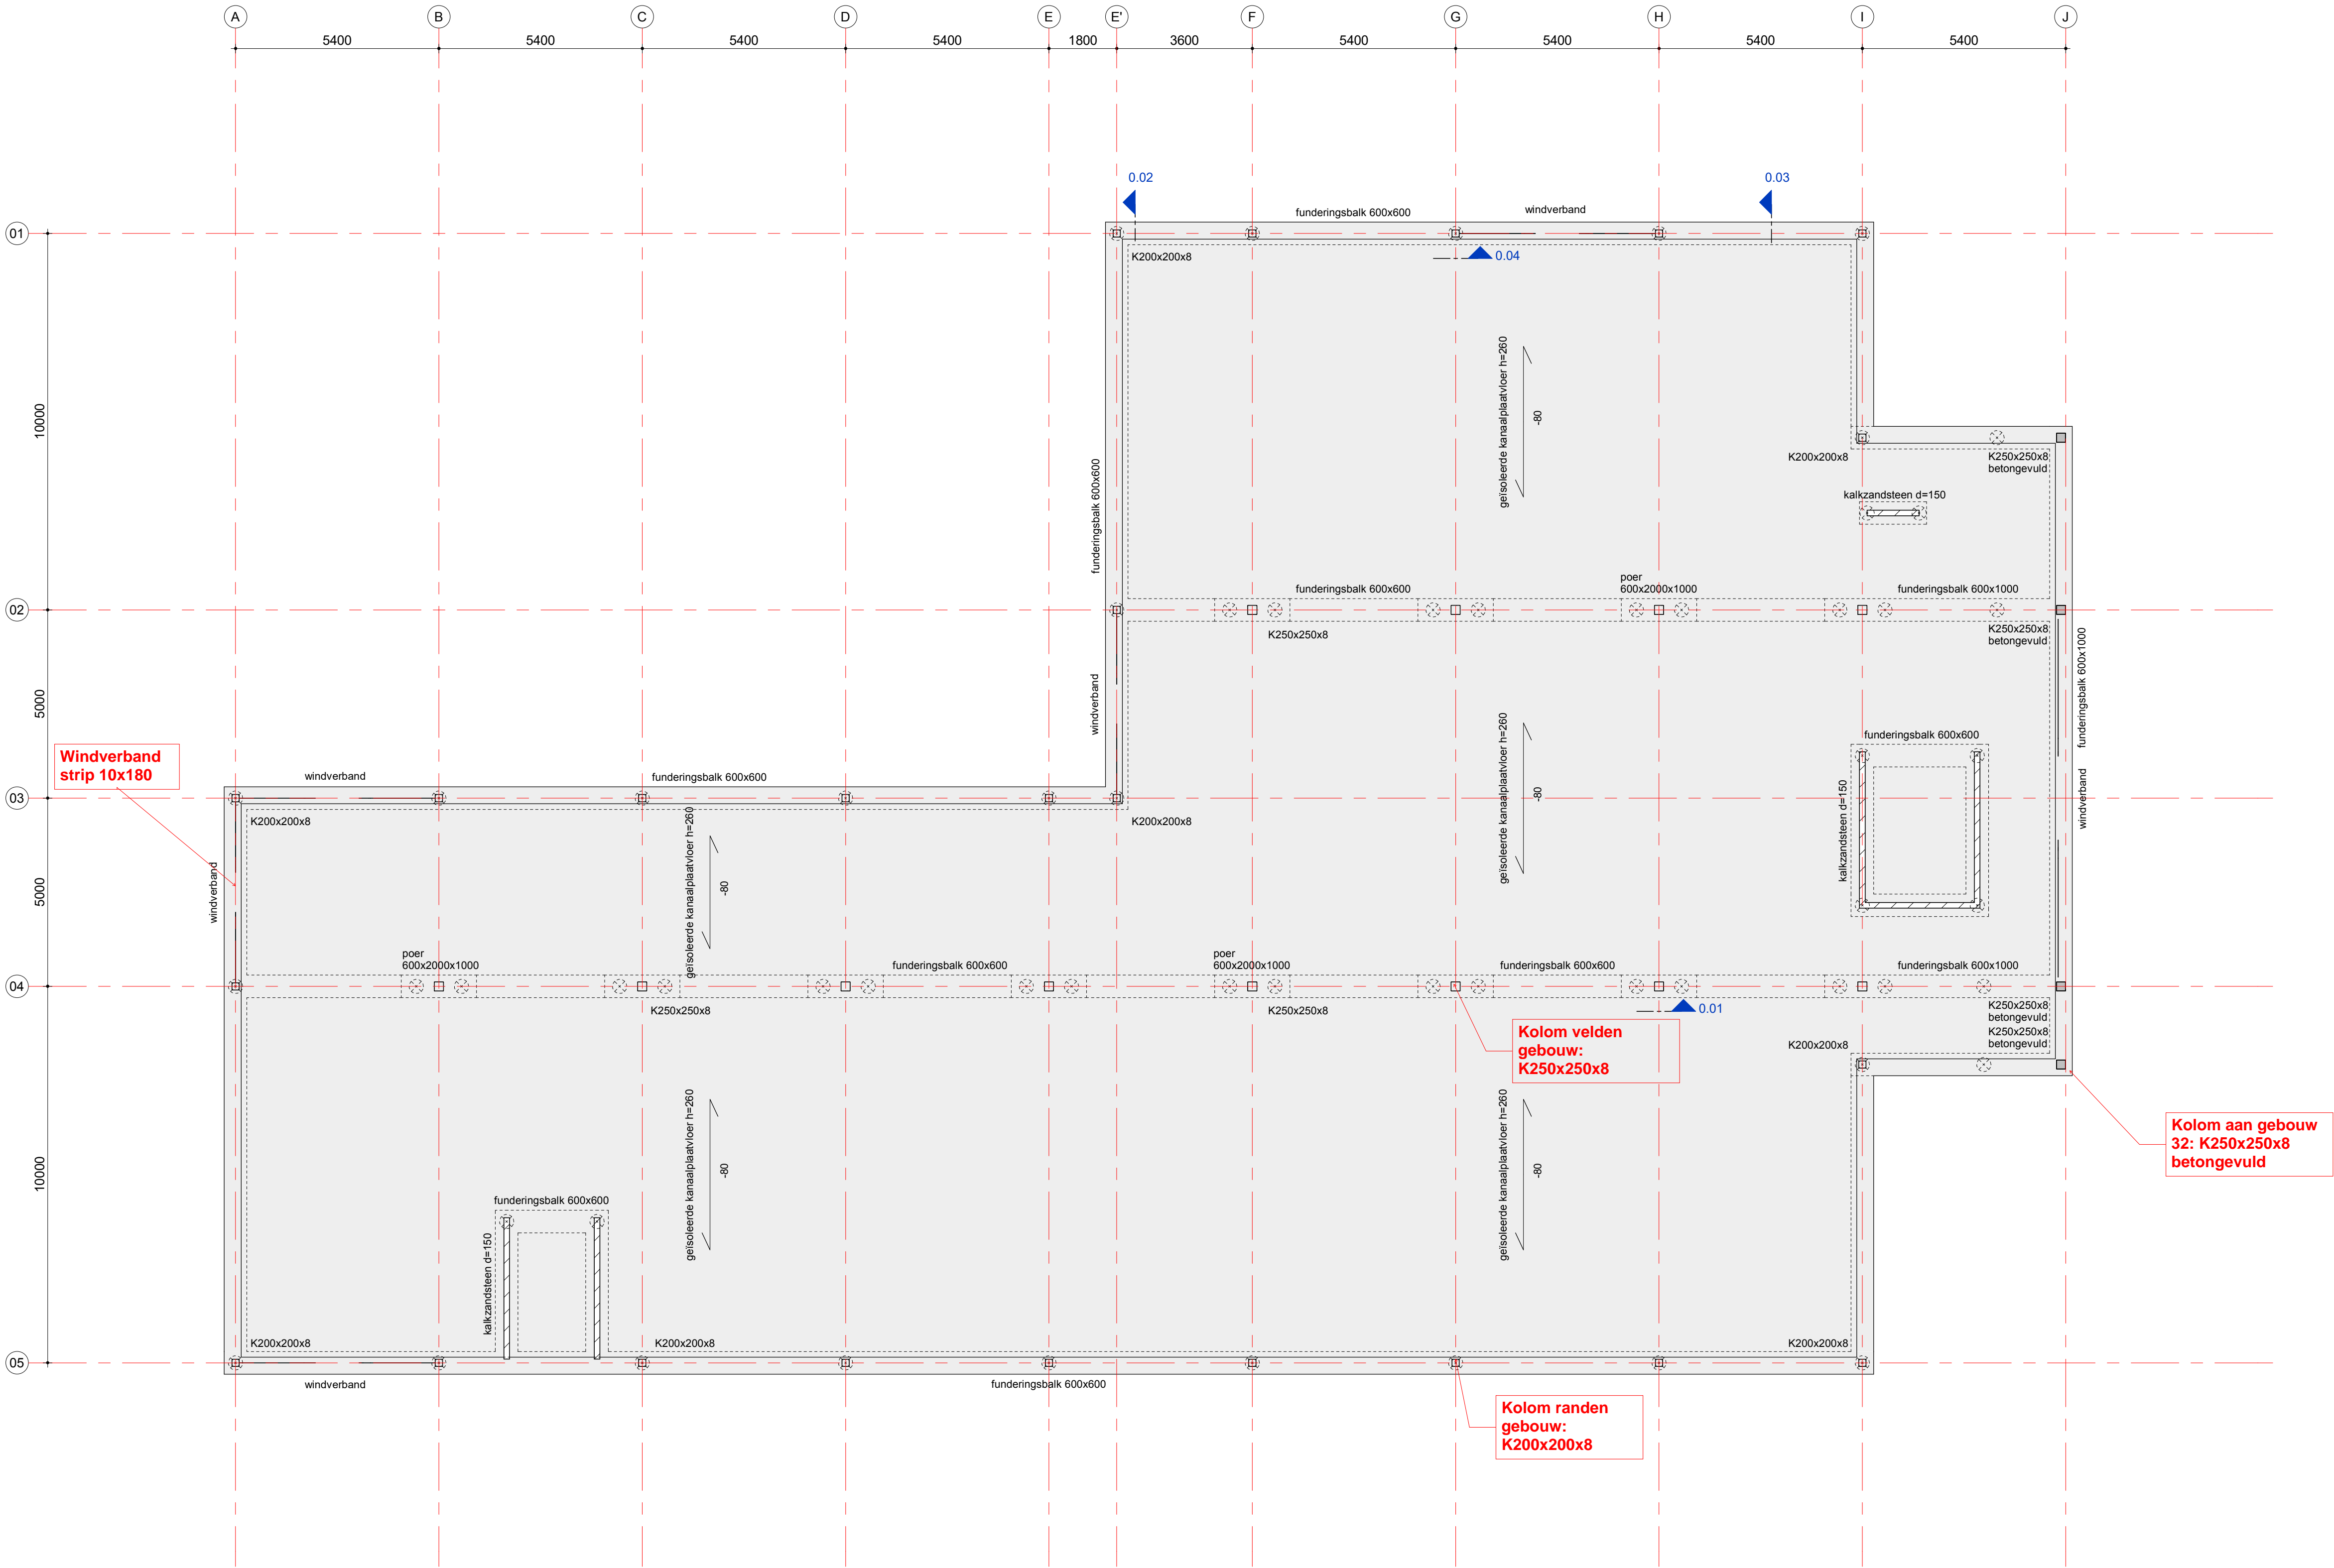 A
B
C
D
E
E'
F
G
H
I
J
5400
5400
5400
5400
1800
3600
5400
5400
5400
5400
0.02
0.03
funderingsbalk 600x600
windverband
01
K200x200x8
0.04
10000
geïsoleerde kanaalplaatvloer h=260
-80
funderingsbalk 600x600
K200x200x8
K250x250x8
betongevuld
kalkzandsteen d=150
funderingsbalk 600x600
poer
600x2000x1000
funderingsbalk 600x1000
02
K250x250x8
K250x250x8
betongevuld
5000
windverband
funderingsbalk 600x1000
geïsoleerde kanaalplaatvloer h=260
-80
funderingsbalk 600x600
Windverband
strip 10x180
windverband
funderingsbalk 600x600
windverband
03
K200x200x8
K200x200x8
kalkzandsteen d=150
5000
windverband
geïsoleerde kanaalplaatvloer h=260
-80
poer
600x2000x1000
funderingsbalk 600x600
poer
600x2000x1000
funderingsbalk 600x600
funderingsbalk 600x1000
04
K250x250x8
K250x250x8
0.01
K250x250x8
betongevuld
K250x250x8
betongevuld
K200x200x8
Kolom velden
gebouw:
K250x250x8
10000
geïsoleerde kanaalplaatvloer h=260
-80
geïsoleerde kanaalplaatvloer h=260
-80
Kolom aan gebouw
32: K250x250x8
betongevuld
funderingsbalk 600x600
kalkzandsteen d=150
K200x200x8
K200x200x8
K200x200x8
05
windverband
funderingsbalk 600x600
Kolom randen
gebouw:
K200x200x8